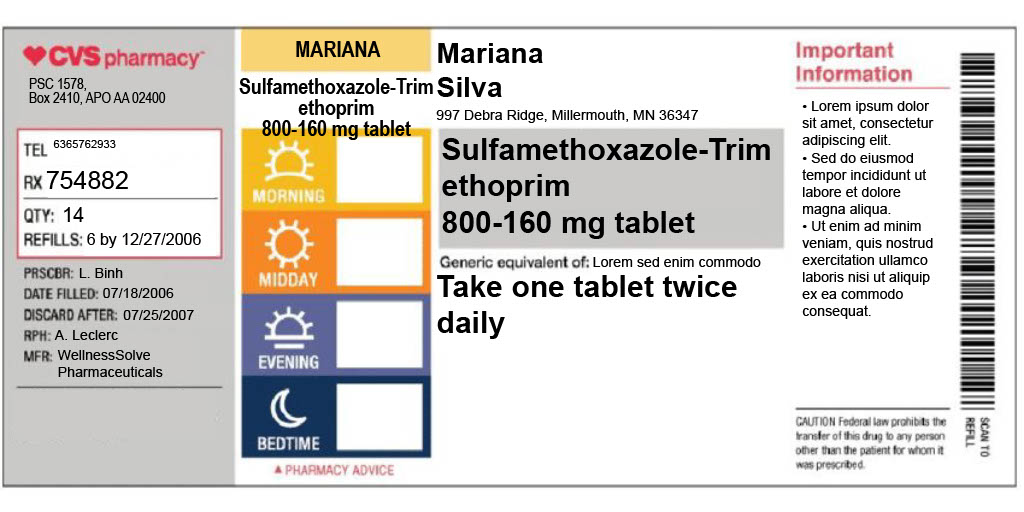 CVS pharmacy
PSC 1578,
Box 2410, APO AA 02400
TEL 6365762933
RX 754882
QTY: 14
REFILLS: 6 by 12/27/2006
PRSCBR: L. Binh
DATE FILLED: 07/18/2006
DISCARD AFTER: 07/25/2007
RPH: A. Leclerc
MFR: WellnessSolve
Pharmaceuticals
MARIANA
Sulfamethoxazole-Trim
ethoprim
800-160 mg tablet
MORNING
MIDDAY
EVENING
BEDTIME
▲ PHARMACY ADVICE
Mariana
Silva
997 Debra Ridge, Millermouth, MN 36347
Sulfamethoxazole-Trim
ethoprim
800-160 mg tablet
Generic equivalent of: Lorem sed enim commodo
Take one tablet twice
daily
Important
Information
• Lorem ipsum dolor
sit amet, consectetur
adipiscing elit.
• Sed do eiusmod
tempor incididunt ut
labore et dolore
magna aliqua.
• Ut enim ad minim
veniam, quis nostrud
exercitation ullamco
laboris nisi ut aliquip
ex ea commodo
consequat.
CAUTION Federal law prohibits the
transfer of this drug to any person
other than the patient for whom it
was prescribed.
SCAN TO
REFILL